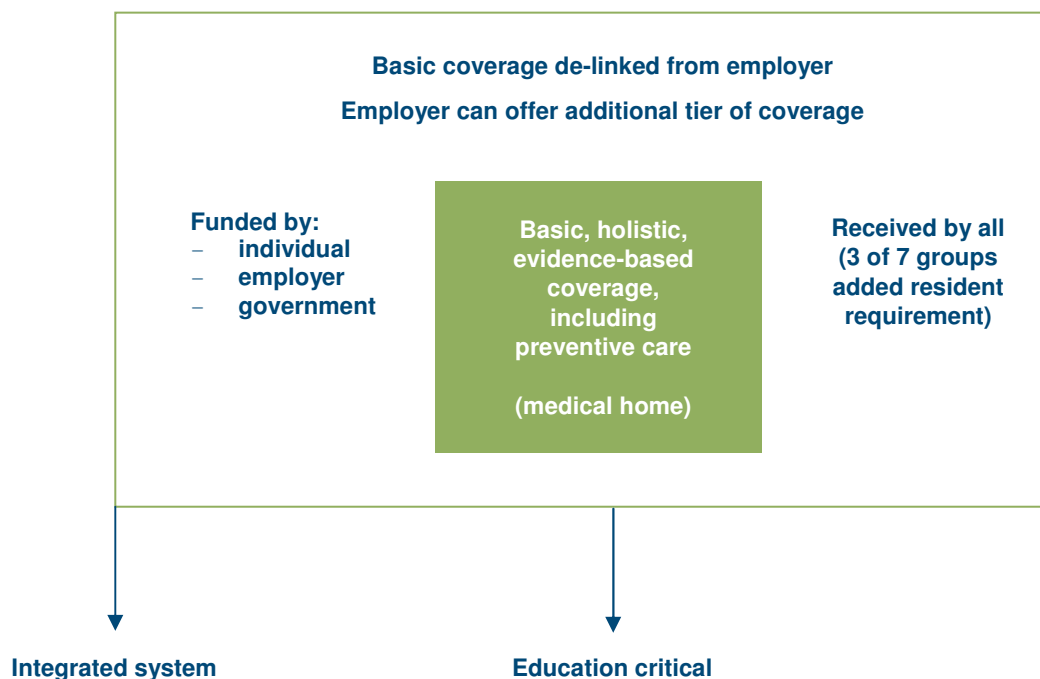 Basic coverage de-linked from employer
Employer can offer additional tier of coverage
Funded by:
– individual
– employer
– government
Basic, holistic,
evidence-based
coverage,
including
preventive care
(medical home)
Received by all
(3 of 7 groups
added resident
requirement)
Integrated system
Education critical